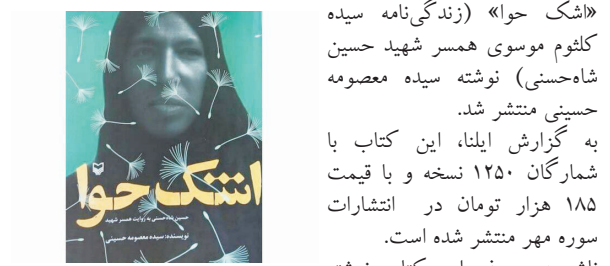 «اشک حوا» (زندگی‌نامه سیده
کلثوم موسوی همسر شهید حسین
شاه‌حسنی) نوشته سیده معصومه
حسینی منتشر شد.
به گزارش ایلنا، این کتاب با
شمارگان ۱۲۵۰ نسخه و با قیمت
۱۸۵ هزار تومان در انتشارات
سوره مهر منتشر شده است.
اشک حوا
حسین شاه‌حسنی به روایت همسر شهید
نویسنده: سیده معصومه حسینی